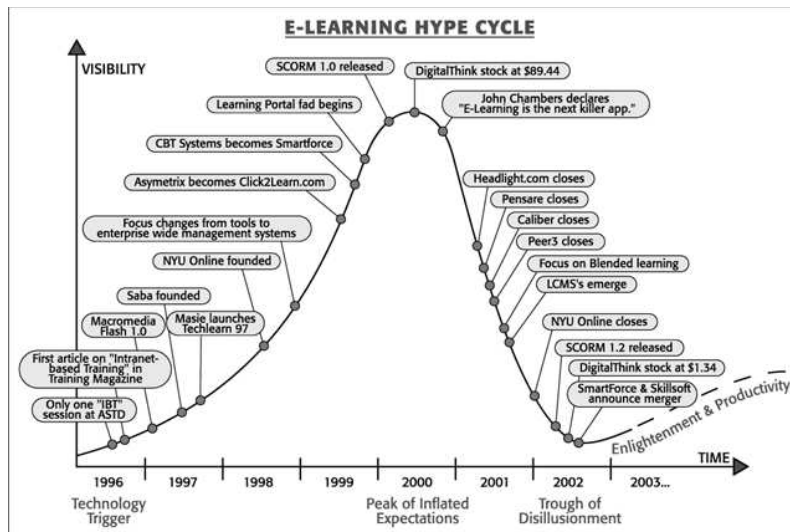 E-LEARNING HYPE CYCLE
VISIBILITY
SCORM 1.0 released
DigitalThink stock at $89.44
Learning Portal fad begins
John Chambers declares
"E-Learning is the next killer app."
CBT Systems becomes Smartforce
Asymetrix becomes Click2Learn.com
Headlight.com closes
Pensare closes
Caliber closes
Peer3 closes
Focus on Blended learning
LCMS's emerge
Focus changes from tools to
enterprise wide management systems
NYU Online founded
Saba founded
Macromedia
Flash 1.0
Masie launches
Techlearn 97
First article on "Intranet-
based Training" in
Training Magazine
Only one "IBT"
session at ASTD
NYU Online closes
SCORM 1.2 released
DigitalThink stock at $1.34
SmartForce & Skillsoft
announce merger
Enlightenment & Productivity
TIME
1996
1997
1998
1999
2000
2001
2002
2003...
Technology
Trigger
Peak of Inflated
Expectations
Trough of
Disillusionment